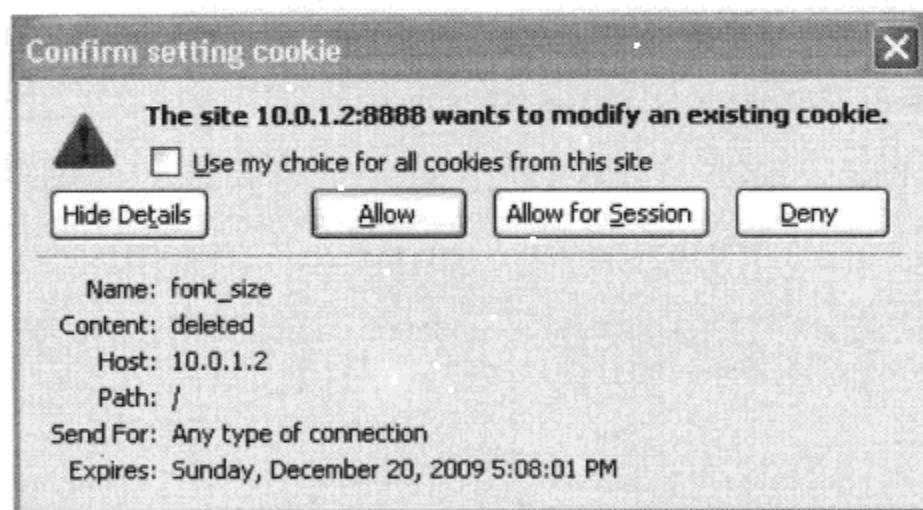 Confirm setting cookie
The site 10.0.1.2:8888 wants to modify an existing cookie.
Use my choice for all cookies from this site
Hide Details Allow Allow for Session Deny
Name: font_size
Content: deleted
Host: 10.0.1.2
Path: /
Send For: Any type of connection
Expires: Sunday, December 20, 2009 5:08:01 PM